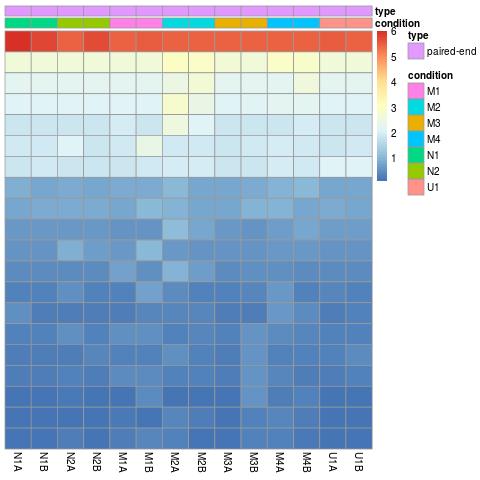 type
condition
6
5
4
3
2
1
type
paired-end
condition
M1
M2
M3
M4
N1
N2
U1
N1A N1B N2A N2B M1A M1B M2A M2B M3A M3B M4A M4B U1A U1B